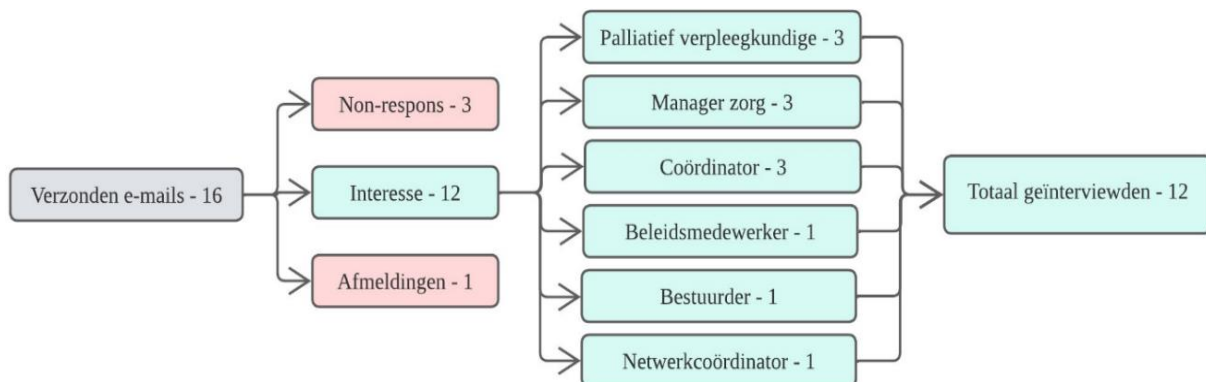 Verzonden e-mails - 16
Non-respons - 3
Interesse - 12
Afmeldingen - 1
Palliatief verpleegkundige - 3
Manager zorg - 3
Coördinator - 3
Beleidsmedewerker - 1
Bestuurder - 1
Netwerkcoördinator - 1
Totaal geïnterviewden - 12